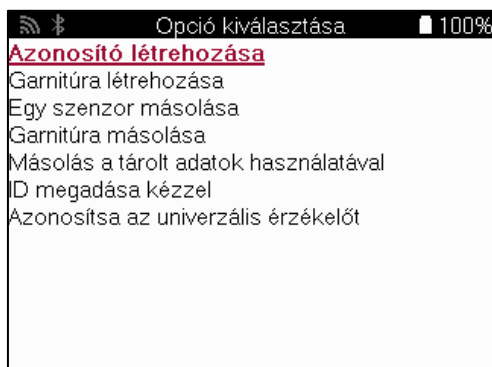 Opció kiválasztása 100%
Azonosító létrehozása
Garnitúra létrehozása
Egy szenzor másolása
Garnitúra másolása
Másolás a tárolt adatok használatával
ID megadása kézzel
Azonosítsa az univerzális érzékelőt